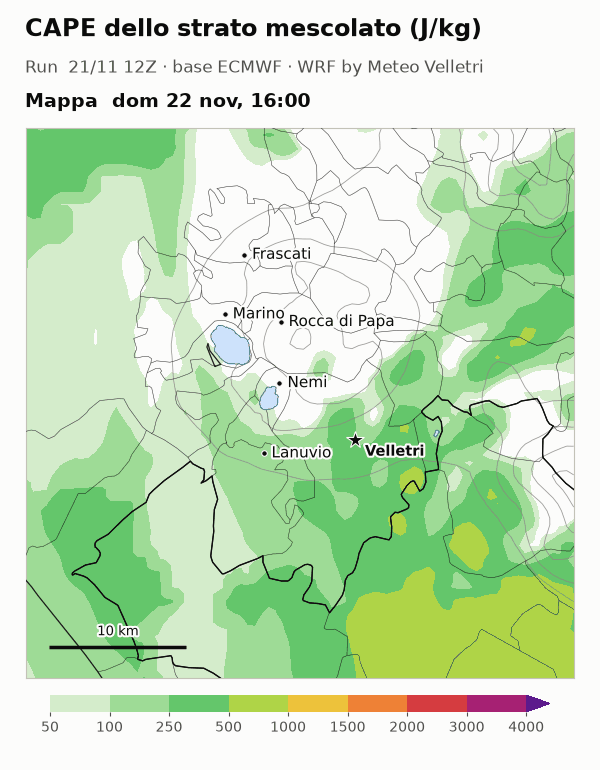 CAPE dello strato mescolato (J/kg)
Run  21/11 12Z · base ECMWF · WRF by Meteo Velletri
Mappa  dom 22 nov, 16:00
Frascati
Marino
Rocca di Papa
Nemi
Velletri
Lanuvio
10 km
50 100 250 500 1000 1500 2000 3000 4000